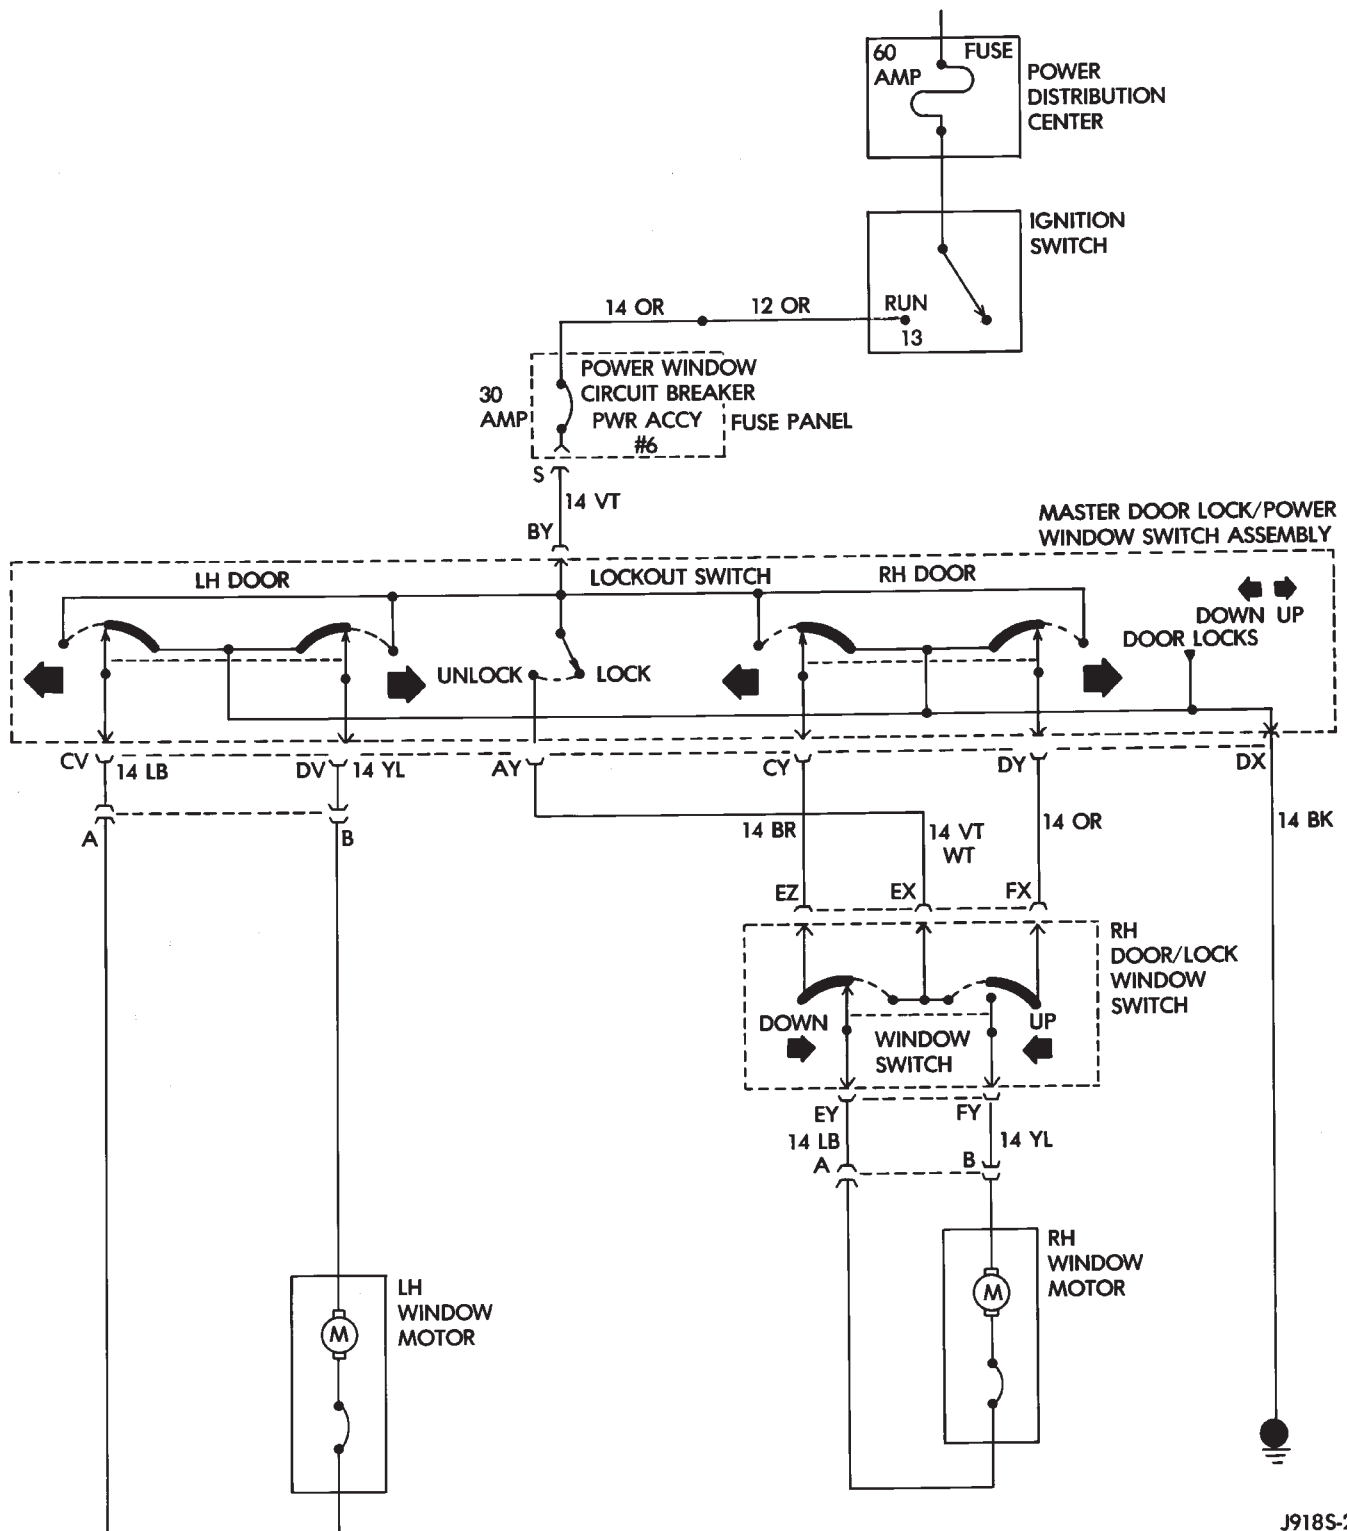 60 FUSE
AMP
POWER
DISTRIBUTION
CENTER
IGNITION
SWITCH
14 OR
12 OR
RUN
13
30
AMP
POWER WINDOW
CIRCUIT BREAKER
PWR ACCY
#6
FUSE PANEL
S
14 VT
BY
MASTER DOOR LOCK/POWER
WINDOW SWITCH ASSEMBLY
LH DOOR
LOCKOUT SWITCH
RH DOOR
DOWN UP
DOOR LOCKS
UNLOCK
LOCK
CV
14 LB
DV
14 YL
AY
CY
DY
DX
A
B
14 BR
14 VT
WT
14 OR
14 BK
EZ
EX
FX
RH
DOOR/LOCK
WINDOW
SWITCH
DOWN
UP
WINDOW
SWITCH
EY
FY
14 LB
14 YL
A
B
RH
WINDOW
MOTOR
M
LH
WINDOW
MOTOR
M
J918S-2